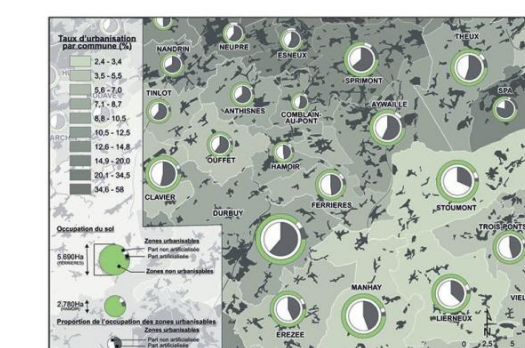 Taux d'urbanisation
par commune (%)
2,4 - 3,4
3,5 - 5,5
5,6 - 7,0
7,1 - 8,7
8,8 - 10,5
10,5 - 12,5
12,6 - 14,8
14,9 - 20,0
20,1 - 34,5
34,6 - 58
NANDRIN
NEUPRE
ESNEUX
THEUX
SPRIMONT
SPA
TINLOT
ANTHISNES
COMBLAIN-
AU-PONT
AYWAILLE
OUFFET
HAMOIR
CLAVIER
FERRIERES
STOUMONT
DURBUY
TROIS-PONTS
MANHAY
LIERNEUX
VIEL
EREZEE
Occupation du sol
Zones urbanisables
Part non artificialisée
Part artificialisée
5.690Ha
(FERRIERES)
Zones non urbanisables
2.780Ha
(HAMOIR)
Proportion de l'occupation des zones urbanisables
Zones urbanisables
Part non artificialisée
Part artificialisée
N
0 2,5 5